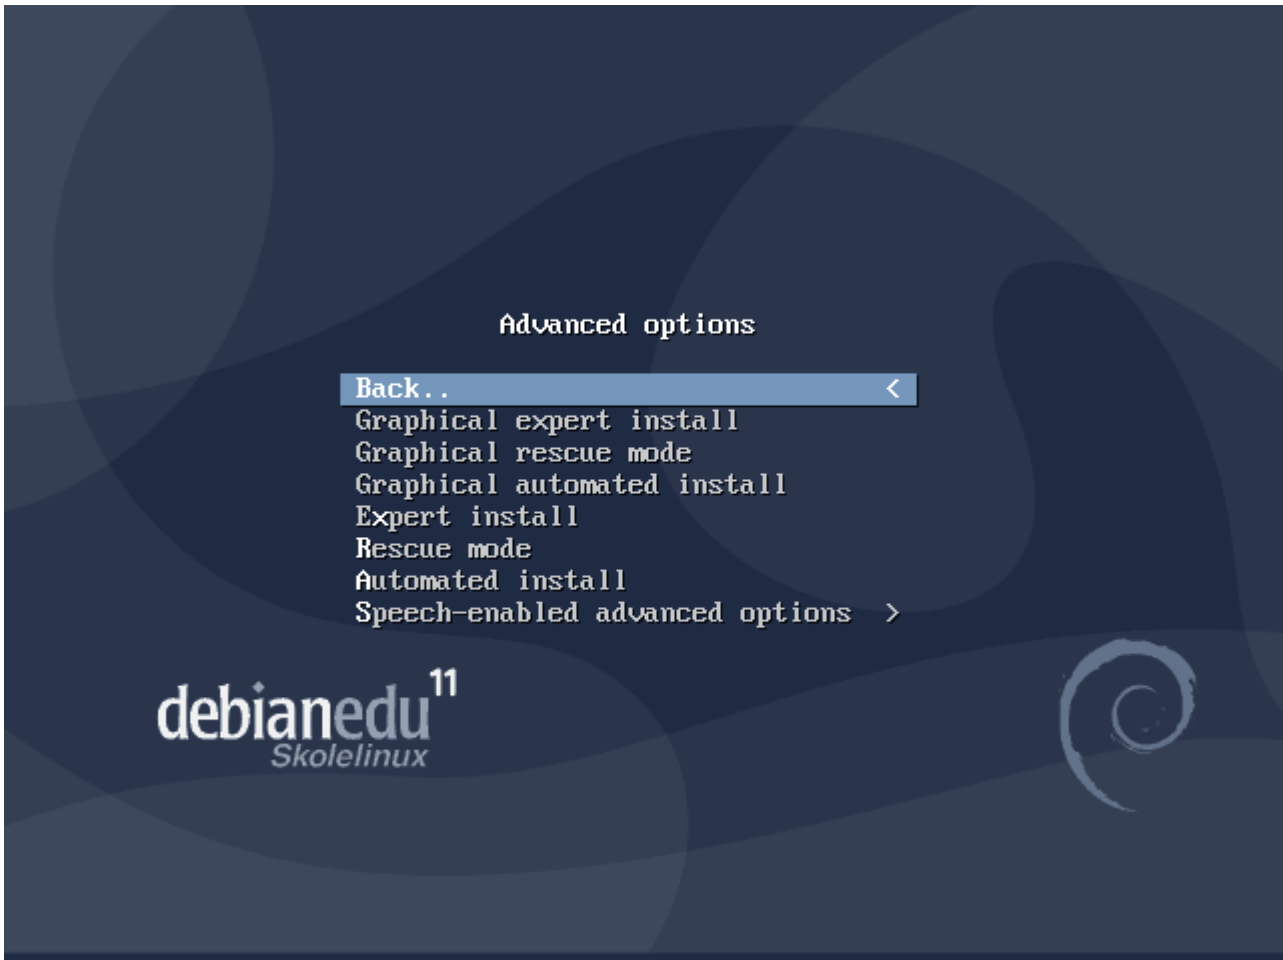 Advanced options
Back.. <
Graphical expert install
Graphical rescue mode
Graphical automated install
Expert install
Rescue mode
Automated install
Speech-enabled advanced options >
debianedu 11
Skolelinux